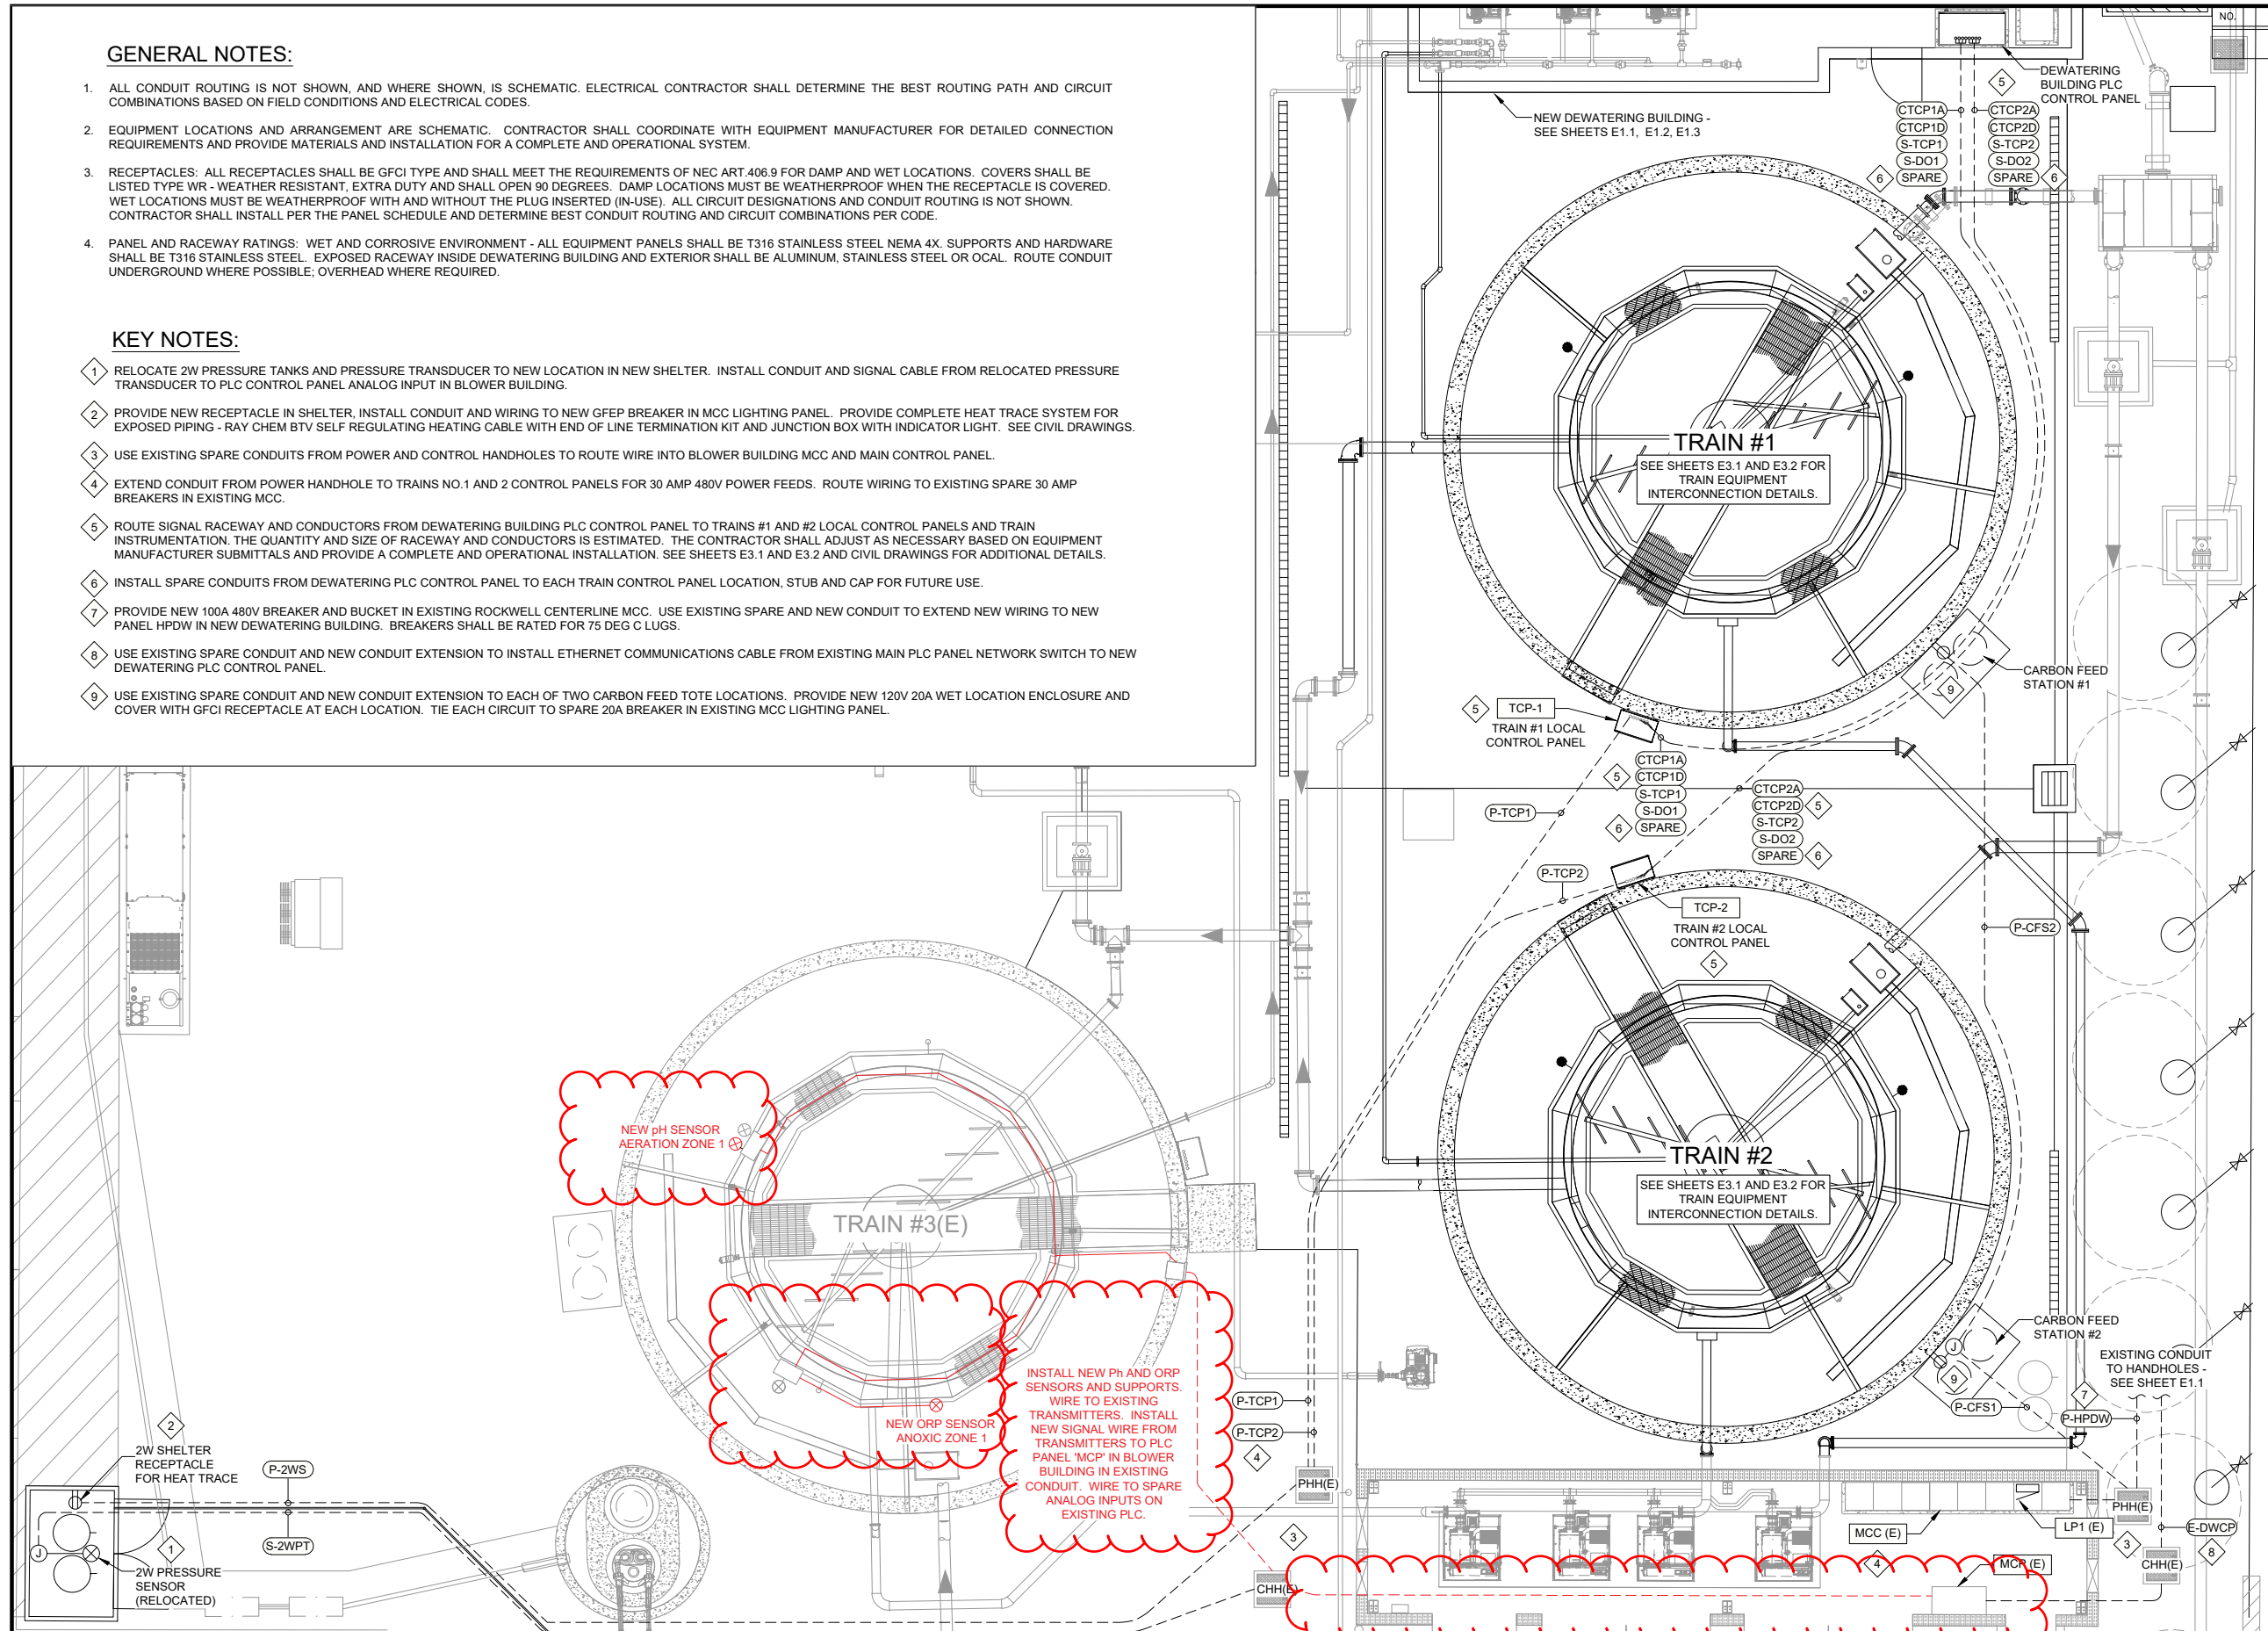 GENERAL NOTES:
1. ALL CONDUIT ROUTING IS NOT SHOWN, AND WHERE SHOWN, IS SCHEMATIC. ELECTRICAL CONTRACTOR SHALL DETERMINE THE BEST ROUTING PATH AND CIRCUIT
COMBINATIONS BASED ON FIELD CONDITIONS AND ELECTRICAL CODES.
2. EQUIPMENT LOCATIONS AND ARRANGEMENT ARE SCHEMATIC. CONTRACTOR SHALL COORDINATE WITH EQUIPMENT MANUFACTURER FOR DETAILED CONNECTION
REQUIREMENTS AND PROVIDE MATERIALS AND INSTALLATION FOR A COMPLETE AND OPERATIONAL SYSTEM.
3. RECEPTACLES: ALL RECEPTACLES SHALL BE GFCI TYPE AND SHALL MEET THE REQUIREMENTS OF NEC ART.406.9 FOR DAMP AND WET LOCATIONS. COVERS SHALL BE
LISTED TYPE WR - WEATHER RESISTANT, EXTRA DUTY AND SHALL OPEN 90 DEGREES. DAMP LOCATIONS MUST BE WEATHERPROOF WHEN THE RECEPTACLE IS COVERED.
WET LOCATIONS MUST BE WEATHERPROOF WITH AND WITHOUT THE PLUG INSERTED (IN-USE). ALL CIRCUIT DESIGNATIONS AND CONDUIT ROUTING IS NOT SHOWN.
CONTRACTOR SHALL INSTALL PER THE PANEL SCHEDULE AND DETERMINE BEST CONDUIT ROUTING AND CIRCUIT COMBINATIONS PER CODE.
4. PANEL AND RACEWAY RATINGS: WET AND CORROSIVE ENVIRONMENT - ALL EQUIPMENT PANELS SHALL BE T316 STAINLESS STEEL NEMA 4X. SUPPORTS AND HARDWARE
SHALL BE T316 STAINLESS STEEL. EXPOSED RACEWAY INSIDE DEWATERING BUILDING AND EXTERIOR SHALL BE ALUMINUM, STAINLESS STEEL OR OCAL. ROUTE CONDUIT
UNDERGROUND WHERE POSSIBLE; OVERHEAD WHERE REQUIRED.
KEY NOTES:
1 RELOCATE 2W PRESSURE TANKS AND PRESSURE TRANSDUCER TO NEW LOCATION IN NEW SHELTER. INSTALL CONDUIT AND SIGNAL CABLE FROM RELOCATED PRESSURE
TRANSDUCER TO PLC CONTROL PANEL ANALOG INPUT IN BLOWER BUILDING.
2 PROVIDE NEW RECEPTACLE IN SHELTER, INSTALL CONDUIT AND WIRING TO NEW GFEP BREAKER IN MCC LIGHTING PANEL. PROVIDE COMPLETE HEAT TRACE SYSTEM FOR
EXPOSED PIPING - RAY CHEM BTV SELF REGULATING HEATING CABLE WITH END OF LINE TERMINATION KIT AND JUNCTION BOX WITH INDICATOR LIGHT. SEE CIVIL DRAWINGS.
3 USE EXISTING SPARE CONDUITS FROM POWER AND CONTROL HANDHOLES TO ROUTE WIRE INTO BLOWER BUILDING MCC AND MAIN CONTROL PANEL.
4 EXTEND CONDUIT FROM POWER HANDHOLE TO TRAINS NO.1 AND 2 CONTROL PANELS FOR 30 AMP 480V POWER FEEDS. ROUTE WIRING TO EXISTING SPARE 30 AMP
BREAKERS IN EXISTING MCC.
5 ROUTE SIGNAL RACEWAY AND CONDUCTORS FROM DEWATERING BUILDING PLC CONTROL PANEL TO TRAINS #1 AND #2 LOCAL CONTROL PANELS AND TRAIN
INSTRUMENTATION. THE QUANTITY AND SIZE OF RACEWAY AND CONDUCTORS IS ESTIMATED. THE CONTRACTOR SHALL ADJUST AS NECESSARY BASED ON EQUIPMENT
MANUFACTURER SUBMITTALS AND PROVIDE A COMPLETE AND OPERATIONAL INSTALLATION. SEE SHEETS E3.1 AND E3.2 AND CIVIL DRAWINGS FOR ADDITIONAL DETAILS.
6 INSTALL SPARE CONDUITS FROM DEWATERING PLC CONTROL PANEL TO EACH TRAIN CONTROL PANEL LOCATION, STUB AND CAP FOR FUTURE USE.
7 PROVIDE NEW 100A 480V BREAKER AND BUCKET IN EXISTING ROCKWELL CENTERLINE MCC. USE EXISTING SPARE AND NEW CONDUIT TO EXTEND NEW WIRING TO NEW
PANEL HPDW IN NEW DEWATERING BUILDING. BREAKERS SHALL BE RATED FOR 75 DEG C LUGS.
8 USE EXISTING SPARE CONDUIT AND NEW CONDUIT EXTENSION TO INSTALL ETHERNET COMMUNICATIONS CABLE FROM EXISTING MAIN PLC PANEL NETWORK SWITCH TO NEW
DEWATERING PLC CONTROL PANEL.
9 USE EXISTING SPARE CONDUIT AND NEW CONDUIT EXTENSION TO EACH OF TWO CARBON FEED TOTE LOCATIONS. PROVIDE NEW 120V 20A WET LOCATION ENCLOSURE AND
COVER WITH GFCI RECEPTACLE AT EACH LOCATION. TIE EACH CIRCUIT TO SPARE 20A BREAKER IN EXISTING MCC LIGHTING PANEL.
NO.
5
DEWATERING
BUILDING PLC
CONTROL PANEL
NEW DEWATERING BUILDING -
SEE SHEETS E1.1, E1.2, E1.3
CTCP1A
CTCP1D
S-TCP1
S-DO1
SPARE
6
CTCP2A
CTCP2D
S-TCP2
S-DO2
SPARE
6
TRAIN #1
SEE SHEETS E3.1 AND E3.2 FOR
TRAIN EQUIPMENT
INTERCONNECTION DETAILS.
CARBON FEED
STATION #1
9
5
TCP-1
TRAIN #1 LOCAL
CONTROL PANEL
CTCP1A
5
CTCP1D
S-TCP1
S-DO1
6
SPARE
CTCP2A
CTCP2D
5
S-TCP2
S-DO2
SPARE
6
P-TCP1
P-TCP2
TCP-2
TRAIN #2 LOCAL
CONTROL PANEL
5
P-CFS2
TRAIN #2
SEE SHEETS E3.1 AND E3.2 FOR
TRAIN EQUIPMENT
INTERCONNECTION DETAILS.
NEW pH SENSOR
AERATION ZONE 1
TRAIN #3(E)
NEW ORP SENSOR
ANOXIC ZONE 1
INSTALL NEW Ph AND ORP
SENSORS AND SUPPORTS.
WIRE TO EXISTING
TRANSMITTERS. INSTALL
NEW SIGNAL WIRE FROM
TRANSMITTERS TO PLC
PANEL 'MCP' IN BLOWER
BUILDING IN EXISTING
CONDUIT. WIRE TO SPARE
ANALOG INPUTS ON
EXISTING PLC.
P-TCP1
P-TCP2
4
PHH(E)
3
CHH(E)
CARBON FEED
STATION #2
J
9
P-CFS1
EXISTING CONDUIT
TO HANDHOLES -
SEE SHEET E1.1
7
P-HPDW
PHH(E)
MCC (E)
LP1 (E)
4
MCP (E)
3
E-DWCP
CHH(E)
8
2
2W SHELTER
RECEPTACLE
FOR HEAT TRACE
P-2WS
S-2WPT
J
1
2W PRESSURE
SENSOR
(RELOCATED)